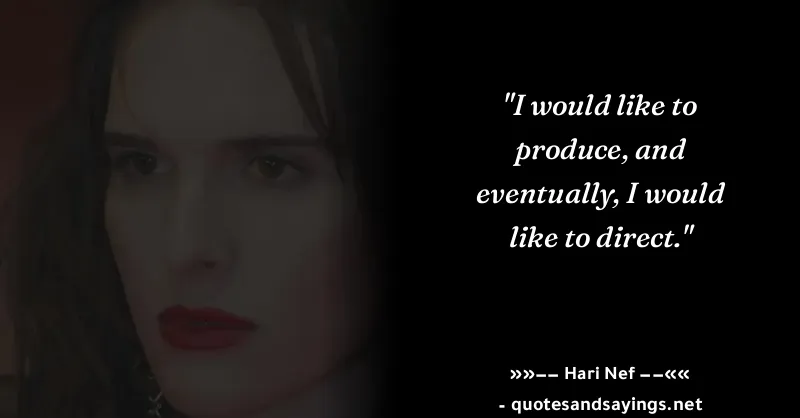 "I would like to
produce, and
eventually, I would
like to direct."
»»−− Hari Nef −−««
- quotesandsayings.net